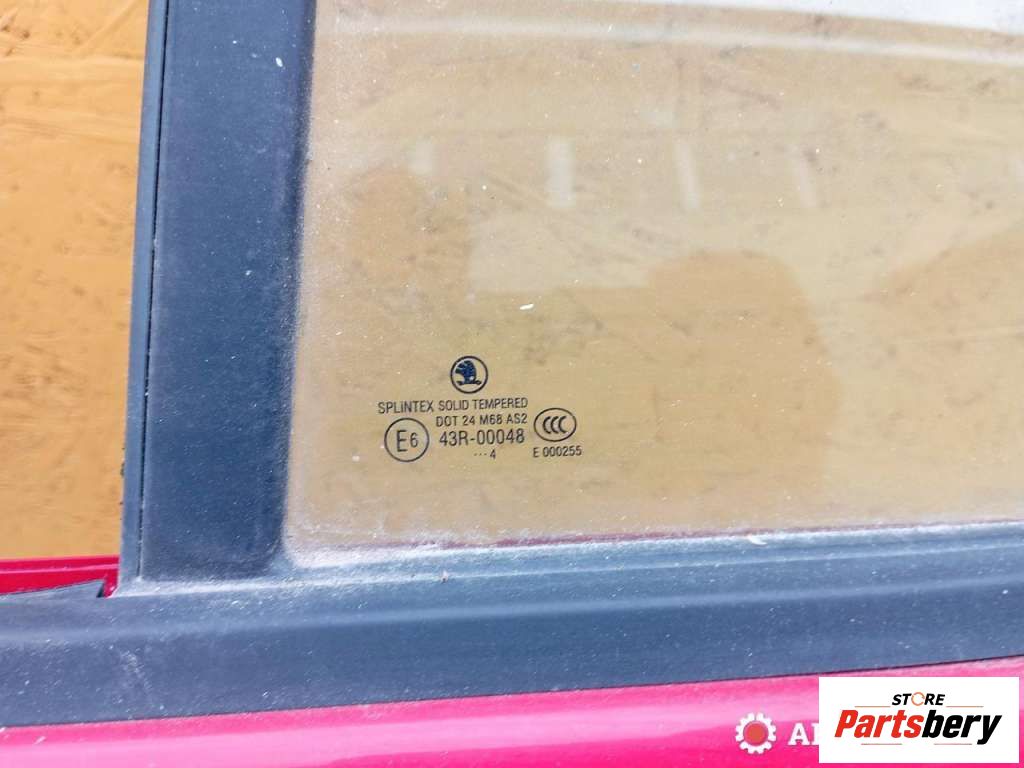 SPLiNTEX SOLID TEMPERED
DOT 24 M68 AS2
E6 43R-00048 CCC
...4 E 000255
STORE
Partsbery